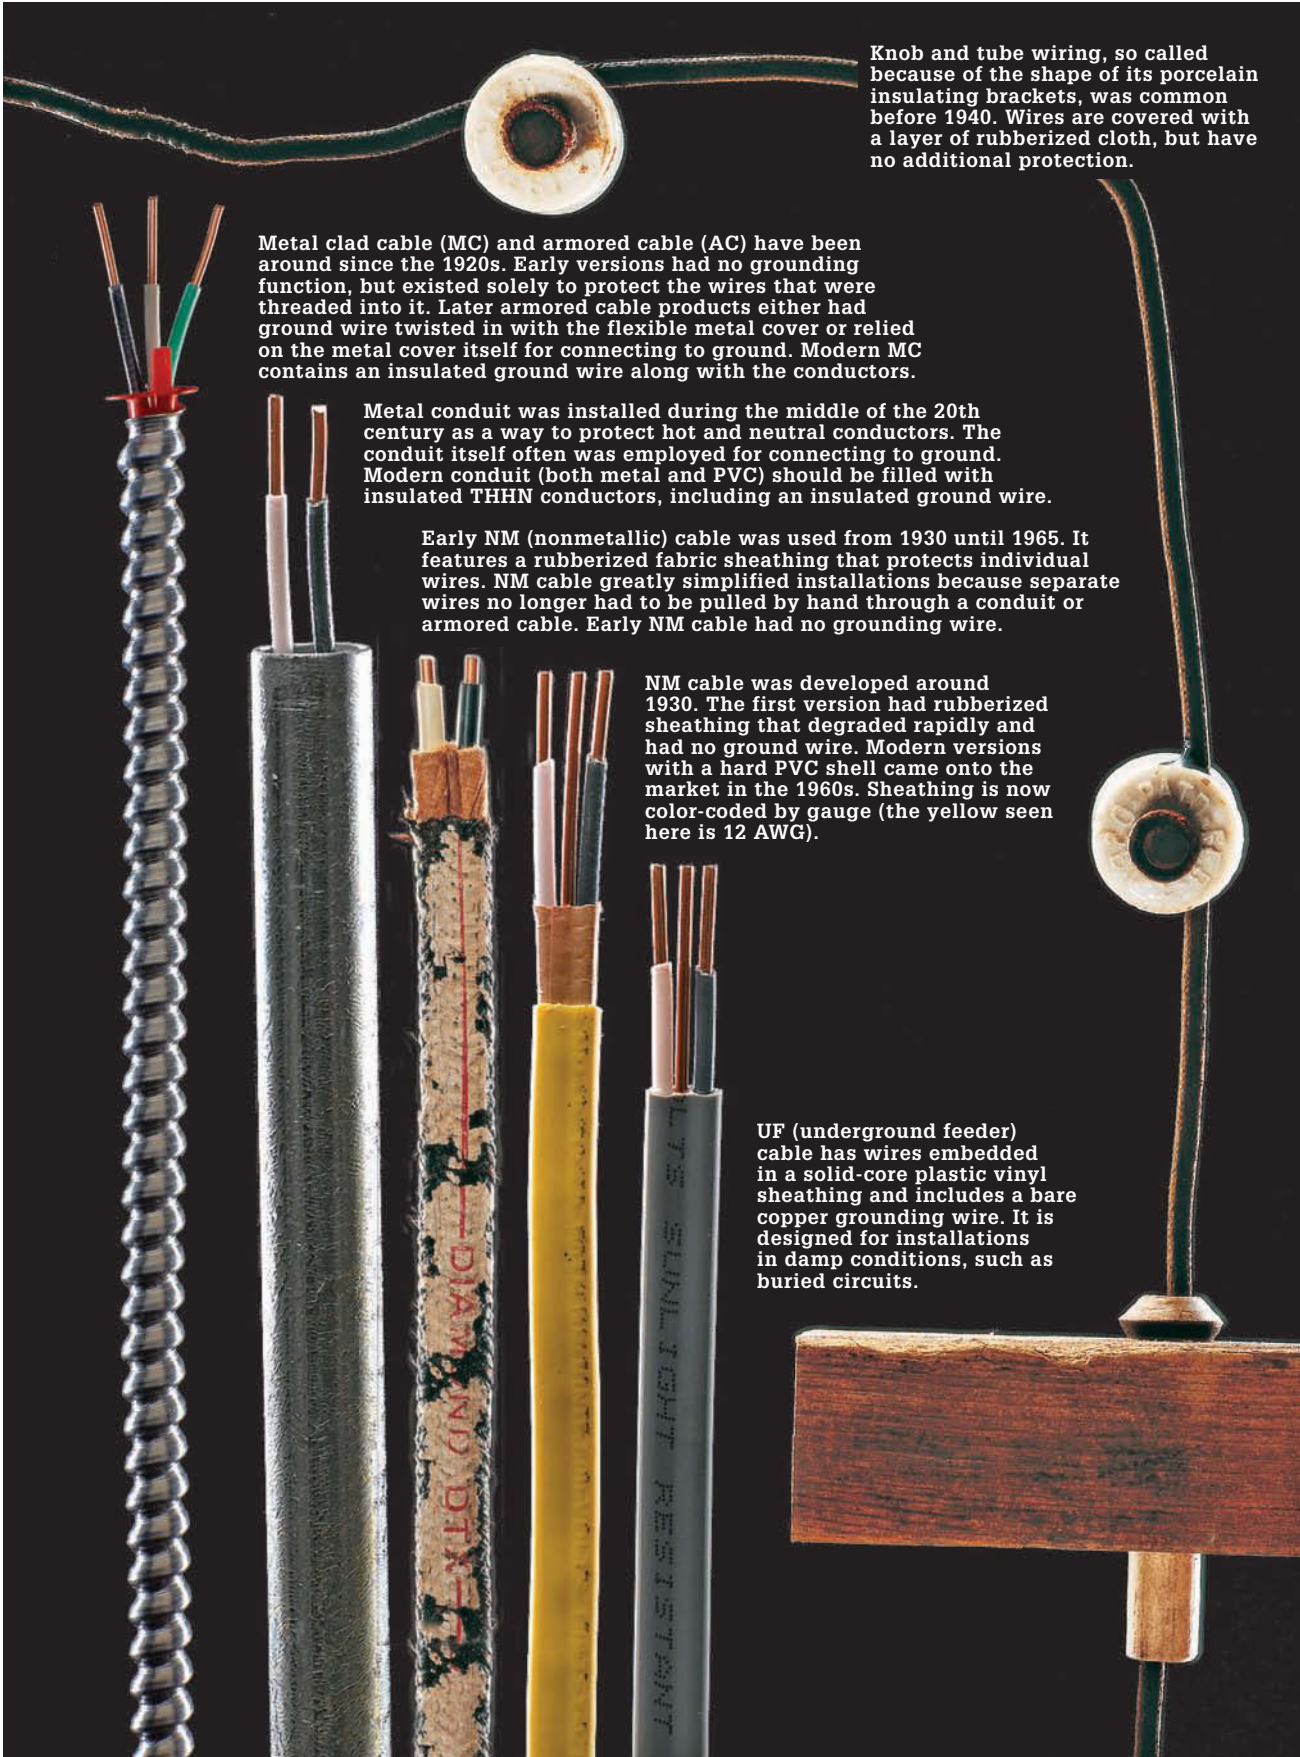 Knob and tube wiring, so called
because of the shape of its porcelain
insulating brackets, was common
before 1940. Wires are covered with
a layer of rubberized cloth, but have
no additional protection.
Metal clad cable (MC) and armored cable (AC) have been
around since the 1920s. Early versions had no grounding
function, but existed solely to protect the wires that were
threaded into it. Later armored cable products either had
ground wire twisted in with the flexible metal cover or relied
on the metal cover itself for connecting to ground. Modern MC
contains an insulated ground wire along with the conductors.
Metal conduit was installed during the middle of the 20th
century as a way to protect hot and neutral conductors. The
conduit itself often was employed for connecting to ground.
Modern conduit (both metal and PVC) should be filled with
insulated THHN conductors, including an insulated ground wire.
Early NM (nonmetallic) cable was used from 1930 until 1965. It
features a rubberized fabric sheathing that protects individual
wires. NM cable greatly simplified installations because separate
wires no longer had to be pulled by hand through a conduit or
armored cable. Early NM cable had no grounding wire.
NM cable was developed around
1930. The first version had rubberized
sheathing that degraded rapidly and
had no ground wire. Modern versions
with a hard PVC shell came onto the
market in the 1960s. Sheathing is now
color-coded by gauge (the yellow seen
here is 12 AWG).
UF (underground feeder)
cable has wires embedded
in a solid-core plastic vinyl
sheathing and includes a bare
copper grounding wire. It is
designed for installations
in damp conditions, such as
buried circuits.
DIAMOND DTX
SUNLIGHT RESISTANT